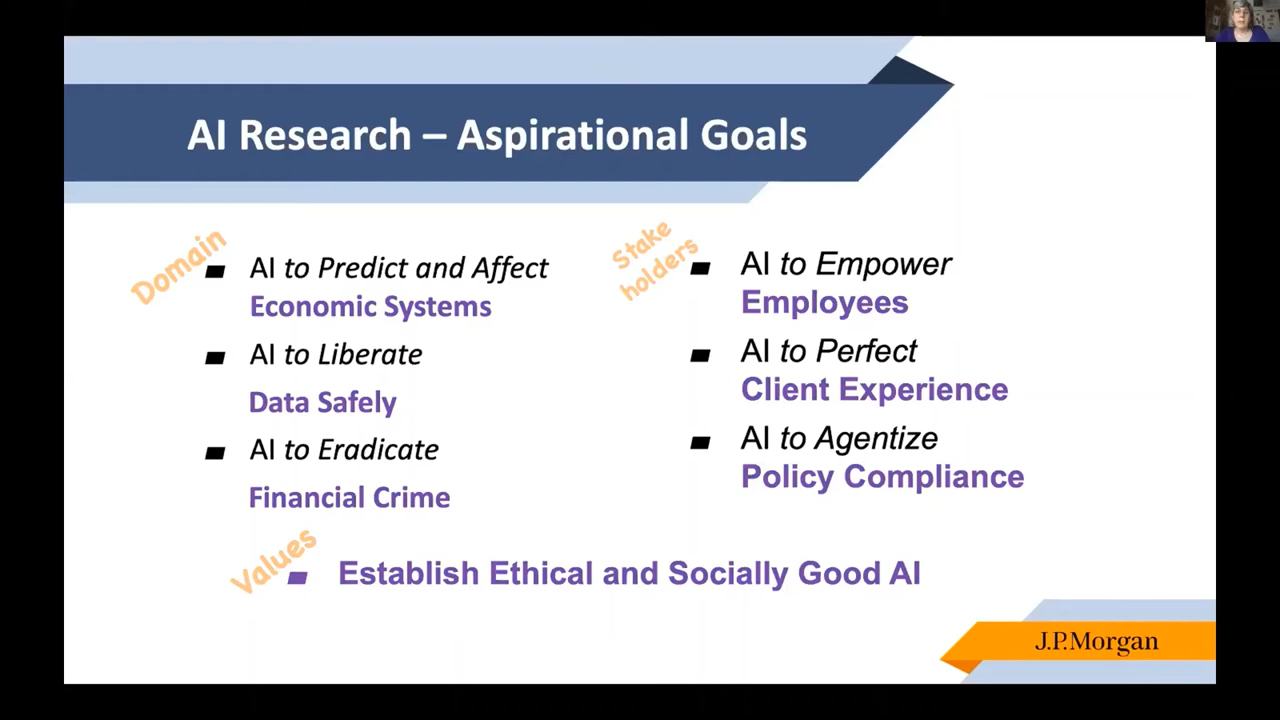 AI Research – Aspirational Goals
Domain
AI to Predict and Affect
Economic Systems
AI to Liberate
Data Safely
AI to Eradicate
Financial Crime
Stake
holders
AI to Empower
Employees
AI to Perfect
Client Experience
AI to Agentize
Policy Compliance
Values
Establish Ethical and Socially Good AI
J.P.Morgan